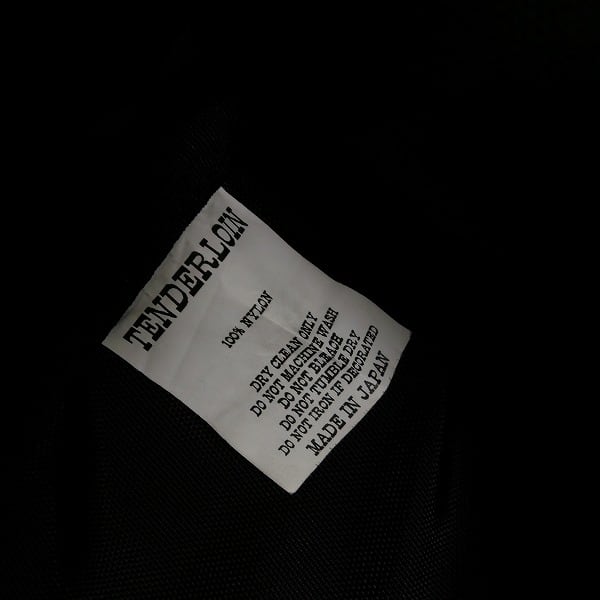 TENDERLOIN
100% NYLON
DRY CLEAN ONLY
DO NOT MACHINE WASH
DO NOT BLEACH
DO NOT TUMBLE DRY
DO NOT IRON IF DECORATED
MADE IN JAPAN